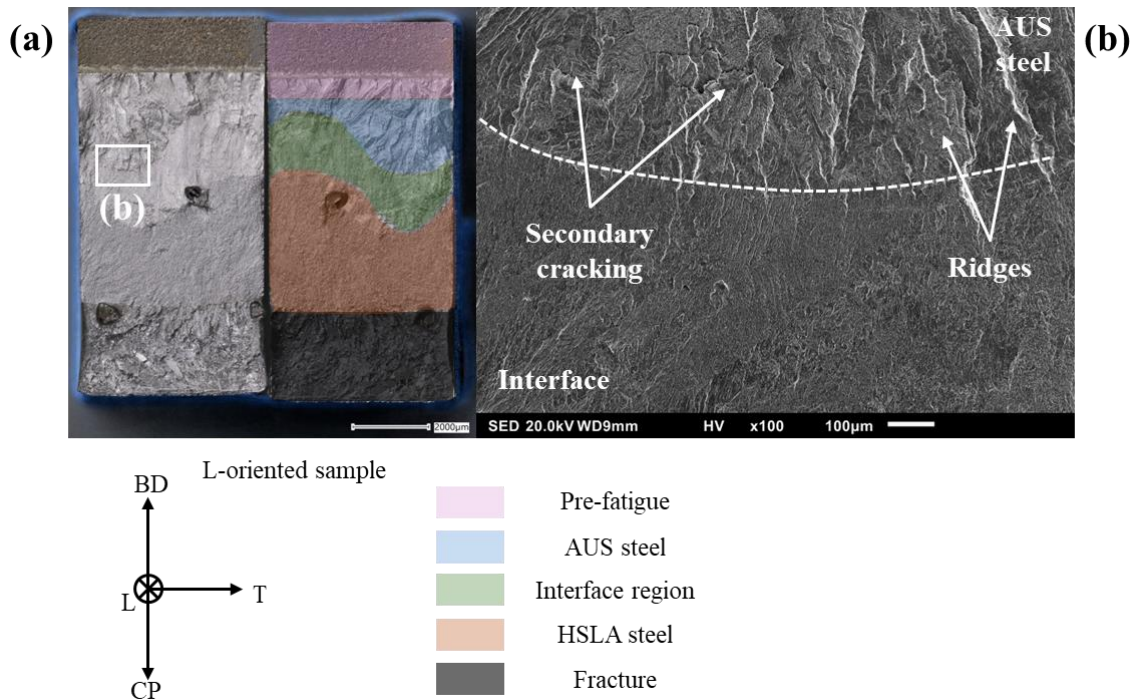 (a)
(b)
2000μm
AUS
steel
(b)
Secondary
cracking
Ridges
Interface
SED 20.0kV WD9mm HV x100 100μm
L-oriented sample
BD
L
T
CP
Pre-fatigue
AUS steel
Interface region
HSLA steel
Fracture